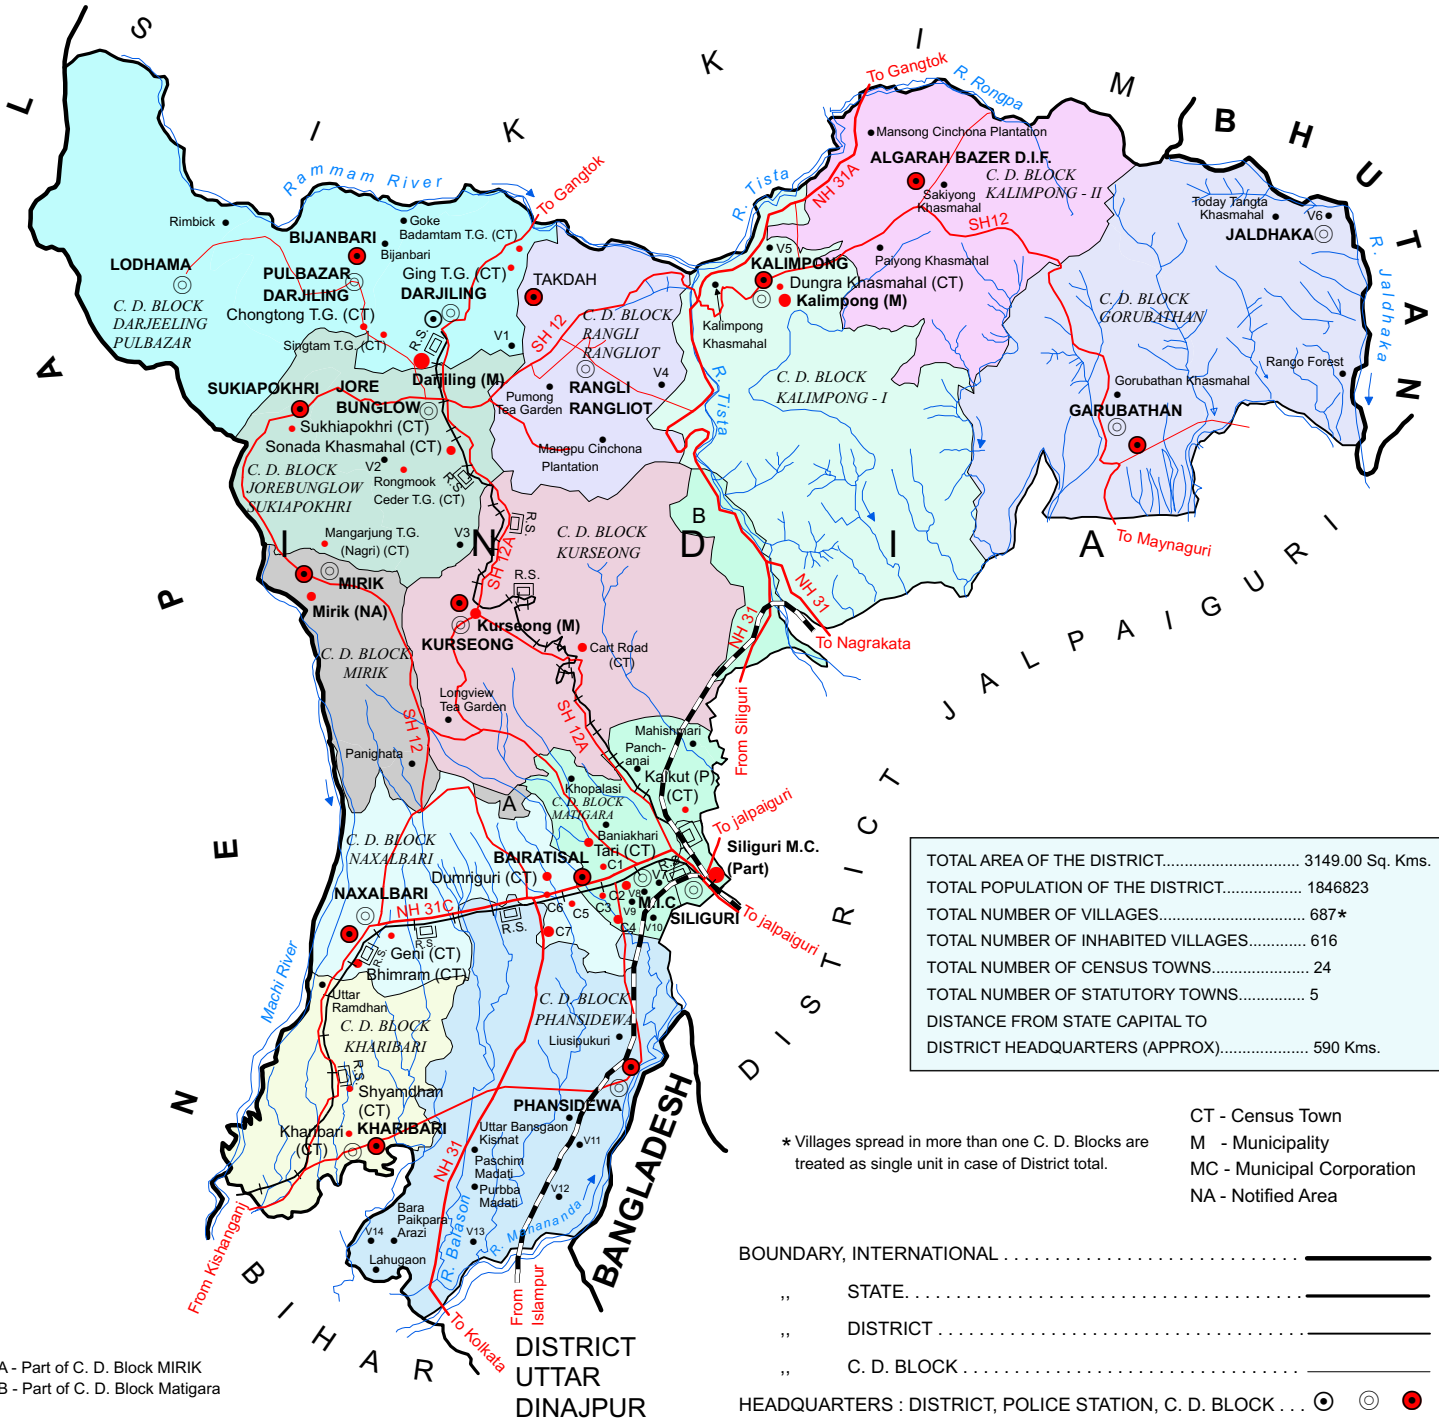 S I K K I M
N E P A L
BHUTAN
INDIA
BANGLADESH
BIHAR
DISTRICT JALPAIGURI
DISTRICT
UTTAR
DINAJPUR
To Gangtok
R. Rongpa
Mansong Cinchona Plantation
ALGARAH BAZER D.I.F.
C. D. BLOCK
KALIMPONG - II
Sakiyong
Khasmahal
NH 31A
SH12
R. Tista
Paiyong Khasmahal
Today Tangta
Khasmahal
V6
JALDHAKA
R. Jaldhaka
Rammam River
To Gangtok
Rimbick
Goke
Badamtam T.G. (CT)
BIJANBARI
Bijanbari
LODHAMA
PULBAZAR
Ging T.G. (CT)
TAKDAH
DARJILING
DARJILING
Chongtong T.G. (CT)
C. D. BLOCK
DARJEELING
PULBAZAR
Singtam T.G. (CT)
R.S.
V1
SH 12
C. D. BLOCK
RANGLI
RANGLIOT
V5
KALIMPONG
Dungra Khasmahal (CT)
Kalimpong (M)
Kalimpong
Khasmahal
C. D. BLOCK
GORUBATHAN
Rango Forest
Gorubathan Khasmahal
GARUBATHAN
C. D. BLOCK
KALIMPONG - I
R. Tista
Darjiling (M)
SUKIAPOKHRI
JORE
BUNGLOW
Pumong
Tea Garden
RANGLI
RANGLIOT
V4
Sukhiapokhri (CT)
Sonada Khasmahal (CT)
Mangpu Cinchona
Plantation
V2
Rongmook
Ceder T.G. (CT)
R.S.
C. D. BLOCK
JOREBUNGLOW
SUKIAPOKHRI
Mangarjung T.G.
(Nagri) (CT)
V3
R.S
SH 12A
R.S.
C. D. BLOCK
KURSEONG
B
To Maynaguri
NH 31
NH 31
To Nagrakata
MIRIK
Mirik (NA)
C. D. BLOCK
MIRIK
Kurseong (M)
KURSEONG
Cart Road
(CT)
Longview
Tea Garden
SH 12
SH 12A
From Siliguri
Panighata
Mahishmari
Panch-
anai
Kalkut (P)
(CT)
Khopalasi
C. D. BLOCK
MATIGARA
A
Baniakhari
Tari (CT)
To jalpaiguri
Siliguri M.C.
(Part)
C. D. BLOCK
NAXALBARI
BAIRATISAL
Dumriguri (CT)
C1
R.S
V7
V8
C2
M.I.C
V9
C3
C4
V10
SILIGURI
C6
C5
C7
To jalpaiguri
NAXALBARI
NH 31C
R.S.
R.S.
R.S.
Geni (CT)
Bhimram (CT)
Machi River
Uttar
Ramdhan
C. D. BLOCK
KHARIBARI
C. D. BLOCK
PHANSIDEWA
Liusipukuri
R.S.
Shyamdhan
(CT)
Kharibari
(CT)
KHARIBARI
PHANSIDEWA
Uttar Bansgaon
Kismat
V11
Paschim
Madati
Purbba
Madati
V12
NH 31
R. Balason
R. Mahananda
V13
Bara
Paikpara
Arazi
V14
Lahugaon
From Kishanganj
To Kolkata
From
Islampur
TOTAL AREA OF THE DISTRICT............................ 3149.00 Sq. Kms.
TOTAL POPULATION OF THE DISTRICT................ 1846823
TOTAL NUMBER OF VILLAGES.............................. 687*
TOTAL NUMBER OF INHABITED VILLAGES............ 616
TOTAL NUMBER OF CENSUS TOWNS.................... 24
TOTAL NUMBER OF STATUTORY TOWNS.............. 5
DISTANCE FROM STATE CAPITAL TO
DISTRICT HEADQUARTERS (APPROX)................... 590 Kms.
* Villages spread in more than one C. D. Blocks are
treated as single unit in case of District total.
CT - Census Town
M - Municipality
MC - Municipal Corporation
NA - Notified Area
BOUNDARY, INTERNATIONAL
,, STATE
,, DISTRICT
,, C. D. BLOCK
HEADQUARTERS : DISTRICT, POLICE STATION, C. D. BLOCK . . .
A - Part of C. D. Block MIRIK
B - Part of C. D. Block Matigara